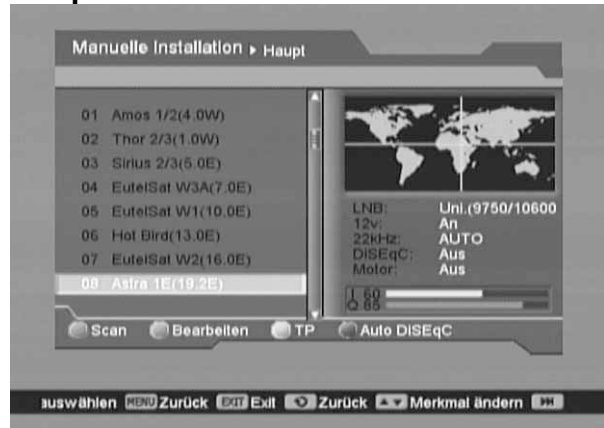 Manuelle Installation ▸ Haupt
01 Amos 1/2(4.0W)
02 Thor 2/3(1.0W)
03 Sirius 2/3(5.0E)
04 EutelSat W3A(7.0E)
05 EutelSat W1(10.0E)
06 Hot Bird(13.0E)
07 EutelSat W2(16.0E)
08 Astra 1E(19.2E)
LNB: Uni.(9750/10600
12v: An
22kHz: AUTO
DiSEqC: Aus
Motor: Aus
I 60
Q 85
Scan Bearbeiten TP Auto DiSEqC
auswählen MENU Zurück EXIT Exit Zurück Merkmal ändern